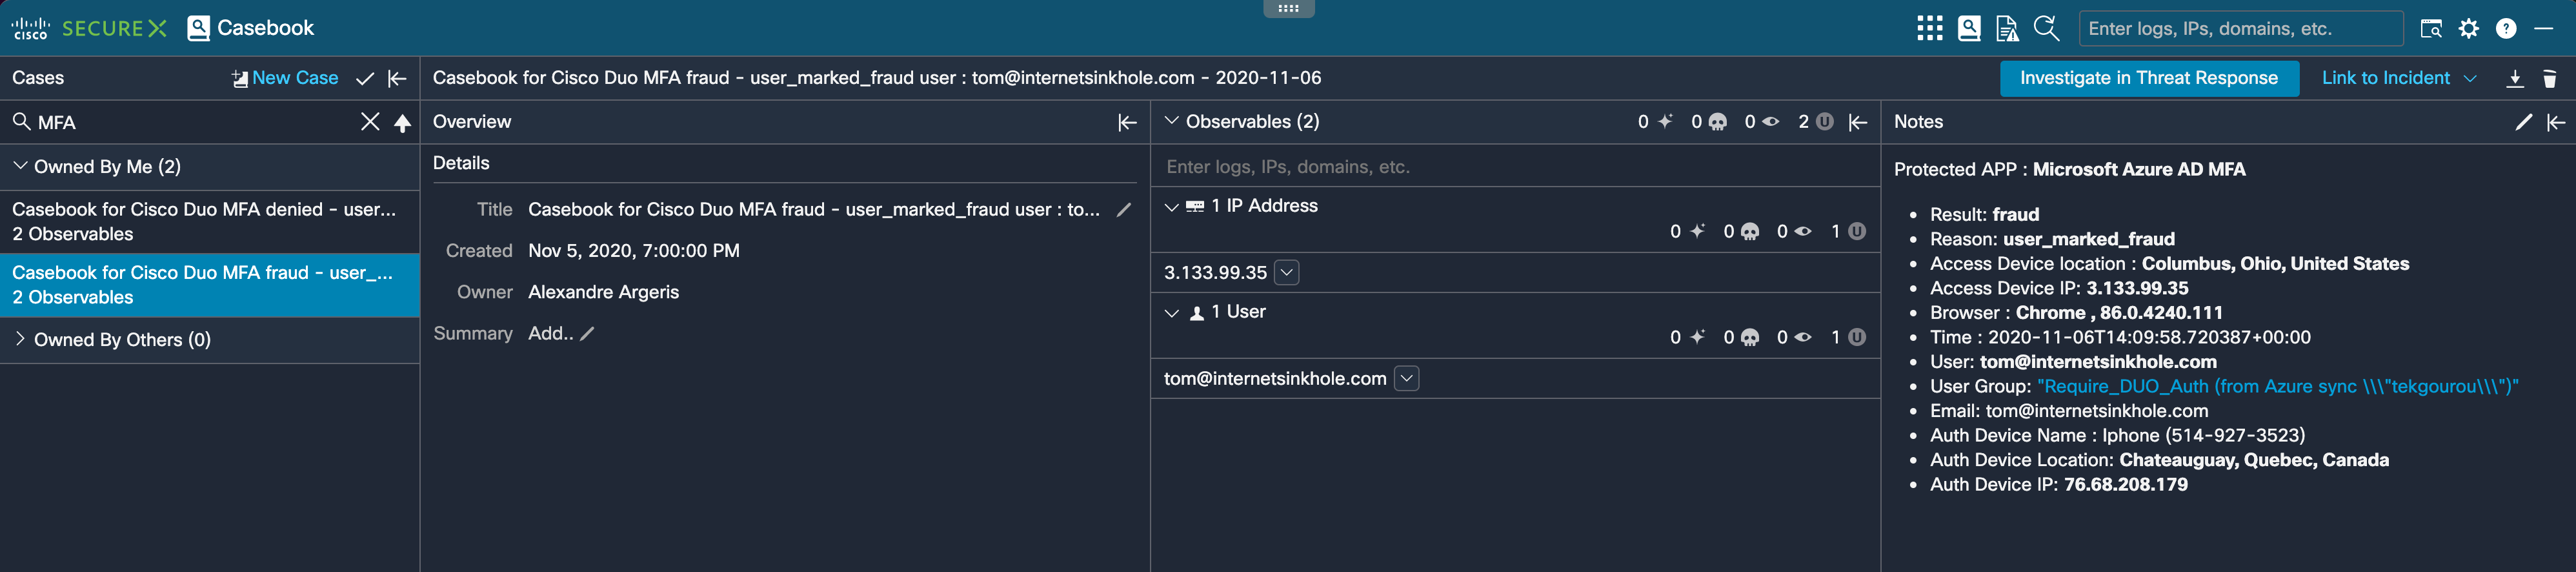 cisco SECUREX Casebook
Enter logs, IPs, domains, etc.
Cases
New Case
Casebook for Cisco Duo MFA fraud - user_marked_fraud user : tom@internetsinkhole.com - 2020-11-06
Investigate in Threat Response
Link to Incident
MFA
Owned By Me (2)
Casebook for Cisco Duo MFA denied - user...
2 Observables
Casebook for Cisco Duo MFA fraud - user_...
2 Observables
Owned By Others (0)
Overview
Details
Title Casebook for Cisco Duo MFA fraud - user_marked_fraud user : to...
Created Nov 5, 2020, 7:00:00 PM
Owner Alexandre Argeris
Summary Add..
Observables (2) 0 0 0 2 U
Enter logs, IPs, domains, etc.
1 IP Address
0 0 0 1 U
3.133.99.35
1 User
0 0 0 1 U
tom@internetsinkhole.com
Notes
Protected APP : Microsoft Azure AD MFA
Result: fraud
Reason: user_marked_fraud
Access Device location : Columbus, Ohio, United States
Access Device IP: 3.133.99.35
Browser : Chrome , 86.0.4240.111
Time : 2020-11-06T14:09:58.720387+00:00
User: tom@internetsinkhole.com
User Group: "Require_DUO_Auth (from Azure sync \\\"tekgourou\\\")"
Email: tom@internetsinkhole.com
Auth Device Name : Iphone (514-927-3523)
Auth Device Location: Chateauguay, Quebec, Canada
Auth Device IP: 76.68.208.179